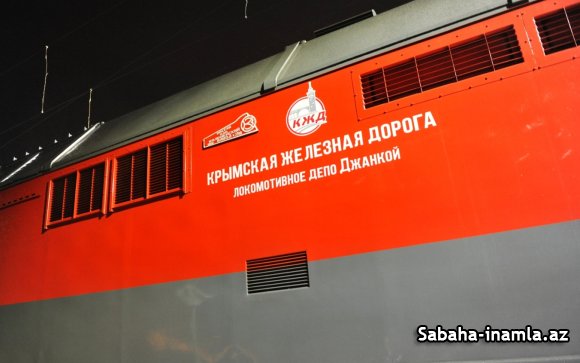 КЖД
КРЫМСКАЯ ЖЕЛЕЗНАЯ ДОРОГА
ЛОКОМОТИВНОЕ ДЕПО ДЖАНКОЙ
Sabaha-inamla.az